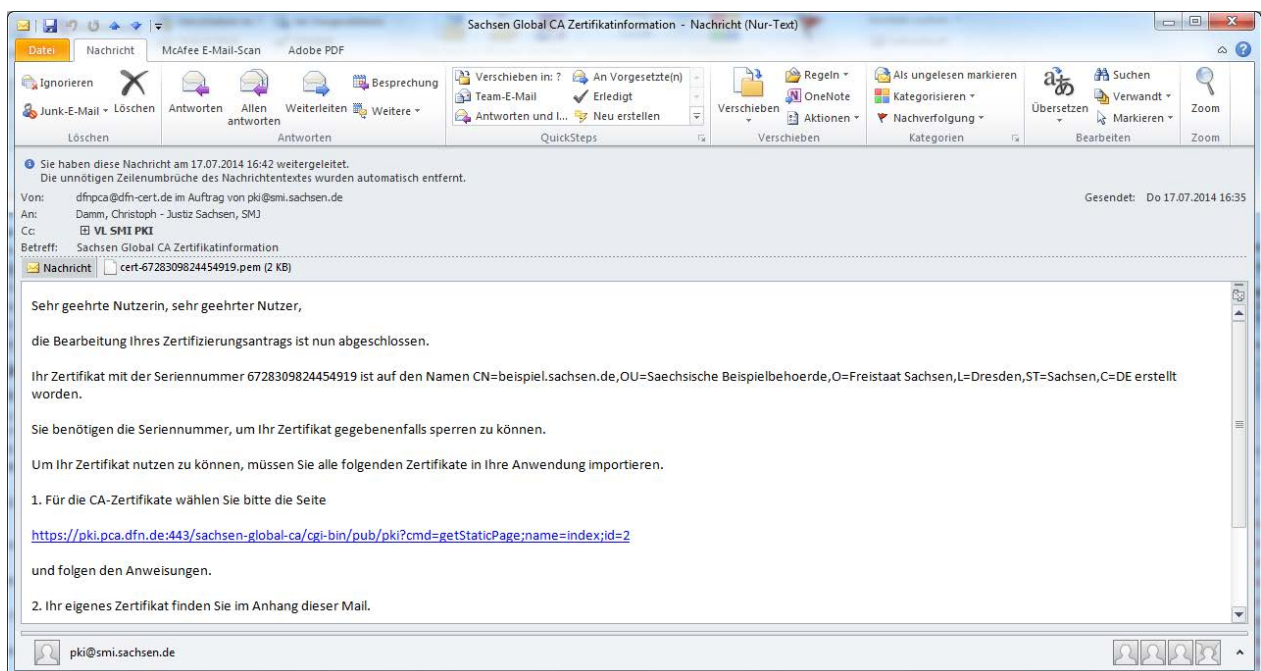 Sachsen Global CA Zertifikatinformation - Nachricht (Nur-Text)
Datei Nachricht McAfee E-Mail-Scan Adobe PDF
Ignorieren
Junk-E-Mail Löschen
Löschen
Antworten Allen antworten Weiterleiten
Besprechung
Weitere
Antworten
Verschieben in: ? An Vorgesetzte(n)
Team-E-Mail Erledigt
Antworten und l... Neu erstellen
QuickSteps
Verschieben
Regeln
OneNote
Aktionen
Verschieben
Als ungelesen markieren
Kategorisieren
Nachverfolgung
Kategorien
Übersetzen
Suchen
Verwandt
Markieren
Bearbeiten
Zoom
Zoom
Sie haben diese Nachricht am 17.07.2014 16:42 weitergeleitet.
Die unnötigen Zeilenumbrüche des Nachrichtentextes wurden automatisch entfernt.
Von: dfnpca@dfn-cert.de im Auftrag von pki@smi.sachsen.de Gesendet: Do 17.07.2014 16:35
An: Damm, Christoph - Justiz Sachsen, SMJ
Cc: VL SMI PKI
Betreff: Sachsen Global CA Zertifikatinformation
Nachricht cert-6728309824454919.pem (2 KB)
Sehr geehrte Nutzerin, sehr geehrter Nutzer,
die Bearbeitung Ihres Zertifizierungsantrags ist nun abgeschlossen.
Ihr Zertifikat mit der Seriennummer 6728309824454919 ist auf den Namen CN=beispiel.sachsen.de,OU=Saechsische Beispielbehoerde,O=Freistaat Sachsen,L=Dresden,ST=Sachsen,C=DE erstellt
worden.
Sie benötigen die Seriennummer, um Ihr Zertifikat gegebenenfalls sperren zu können.
Um Ihr Zertifikat nutzen zu können, müssen Sie alle folgenden Zertifikate in Ihre Anwendung importieren.
1. Für die CA-Zertifikate wählen Sie bitte die Seite
https://pki.pca.dfn.de:443/sachsen-global-ca/cgi-bin/pub/pki?cmd=getStaticPage;name=index;id=2
und folgen den Anweisungen.
2. Ihr eigenes Zertifikat finden Sie im Anhang dieser Mail.
pki@smi.sachsen.de